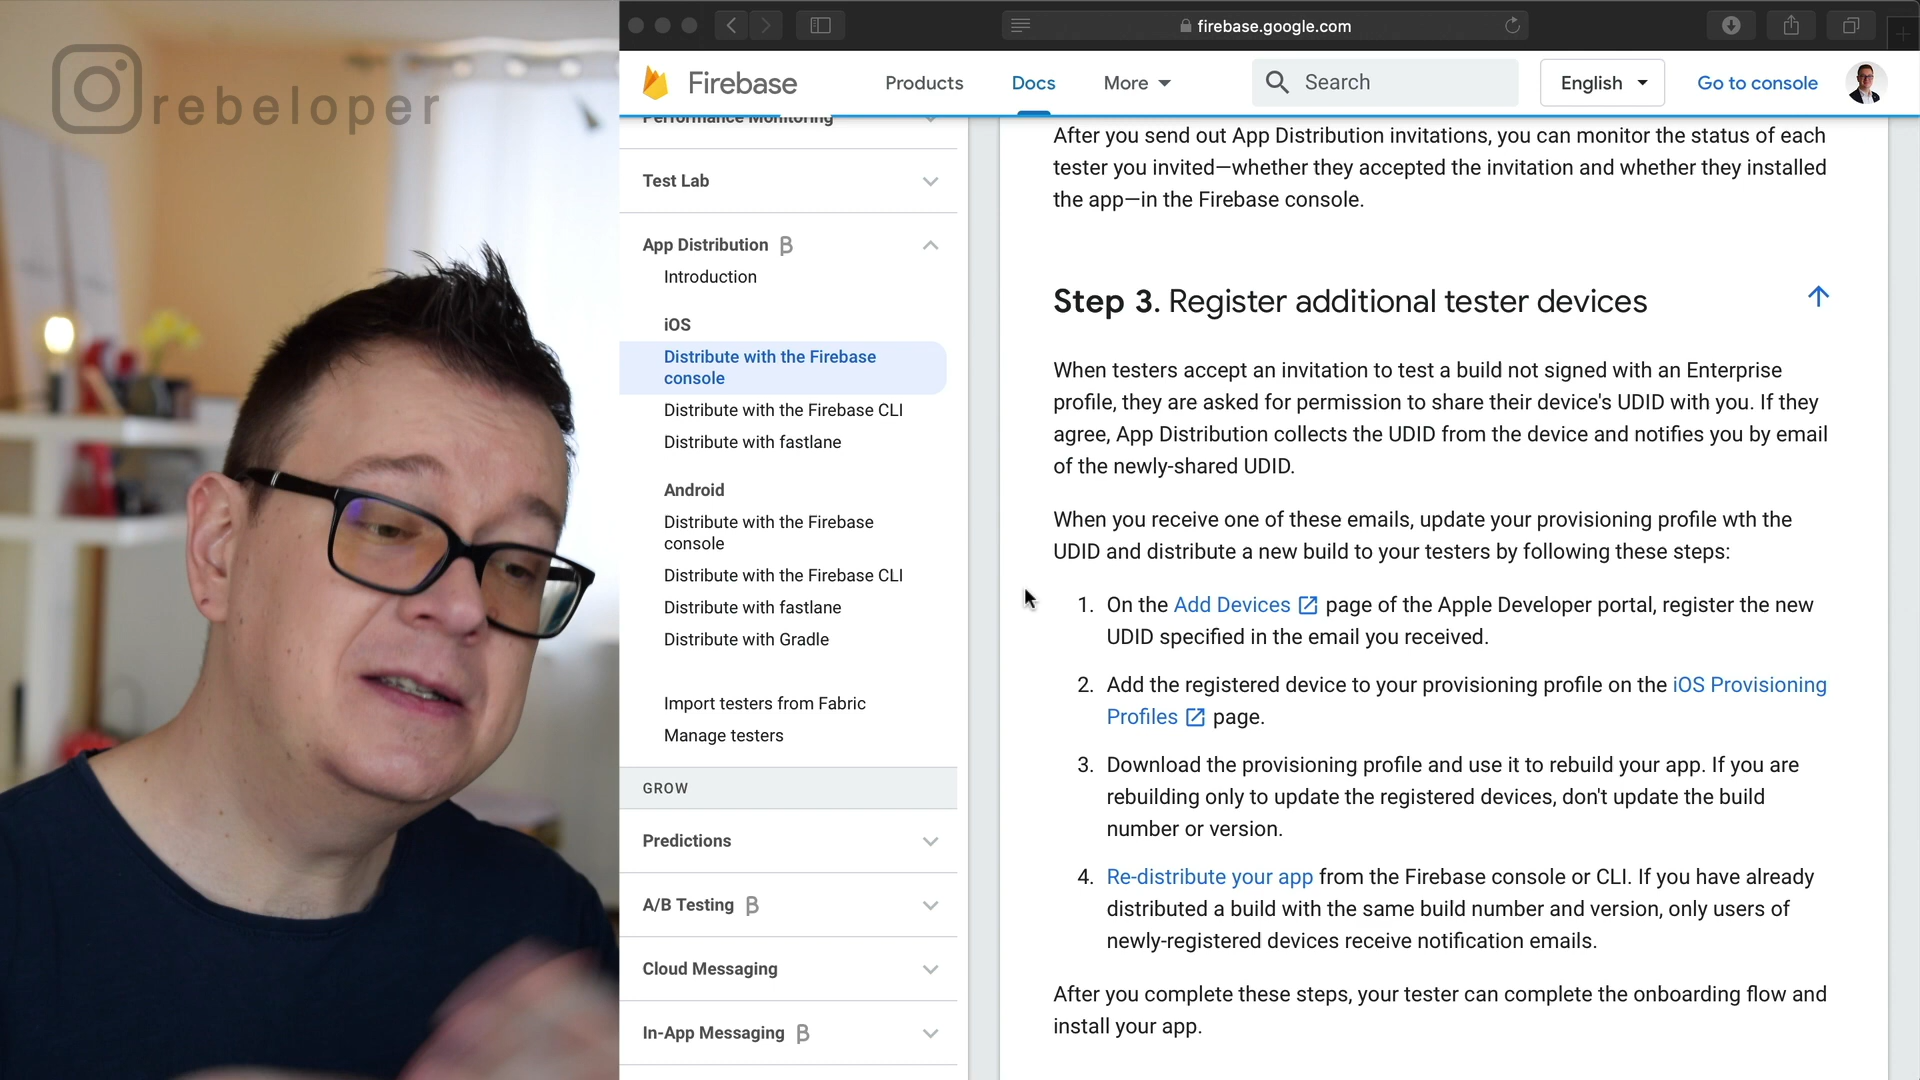 rebeloper
firebase.google.com
Firebase
Products
Docs
More
Search
English
Go to console
Performance Monitoring
Test Lab
App Distribution β
Introduction
iOS
Distribute with the Firebase
console
Distribute with the Firebase CLI
Distribute with fastlane
Android
Distribute with the Firebase
console
Distribute with the Firebase CLI
Distribute with fastlane
Distribute with Gradle
Import testers from Fabric
Manage testers
GROW
Predictions
A/B Testing β
Cloud Messaging
In-App Messaging β
After you send out App Distribution invitations, you can monitor the status of each
tester you invited—whether they accepted the invitation and whether they installed
the app—in the Firebase console.
Step 3. Register additional tester devices
When testers accept an invitation to test a build not signed with an Enterprise
profile, they are asked for permission to share their device's UDID with you. If they
agree, App Distribution collects the UDID from the device and notifies you by email
of the newly-shared UDID.
When you receive one of these emails, update your provisioning profile wth the
UDID and distribute a new build to your testers by following these steps:
1. On the Add Devices page of the Apple Developer portal, register the new
UDID specified in the email you received.
2. Add the registered device to your provisioning profile on the iOS Provisioning
Profiles page.
3. Download the provisioning profile and use it to rebuild your app. If you are
rebuilding only to update the registered devices, don't update the build
number or version.
4. Re-distribute your app from the Firebase console or CLI. If you have already
distributed a build with the same build number and version, only users of
newly-registered devices receive notification emails.
After you complete these steps, your tester can complete the onboarding flow and
install your app.